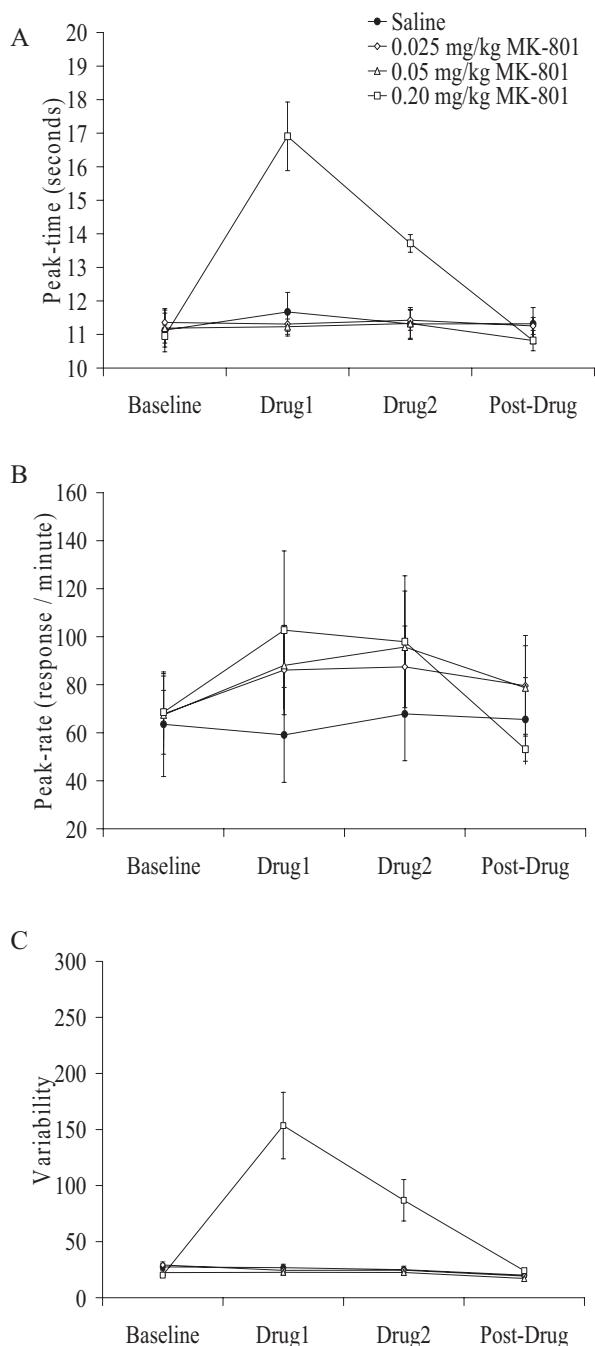 A
Saline
0.025 mg/kg MK-801
0.05 mg/kg MK-801
0.20 mg/kg MK-801
Peak-time (seconds)
20
19
18
17
16
15
14
13
12
11
10
Baseline Drug1 Drug2 Post-Drug
B
Peak-rate (response / minute)
160
140
120
100
80
60
40
20
Baseline Drug1 Drug2 Post-Drug
C
Variability
300
250
200
150
100
50
0
Baseline Drug1 Drug2 Post-Drug